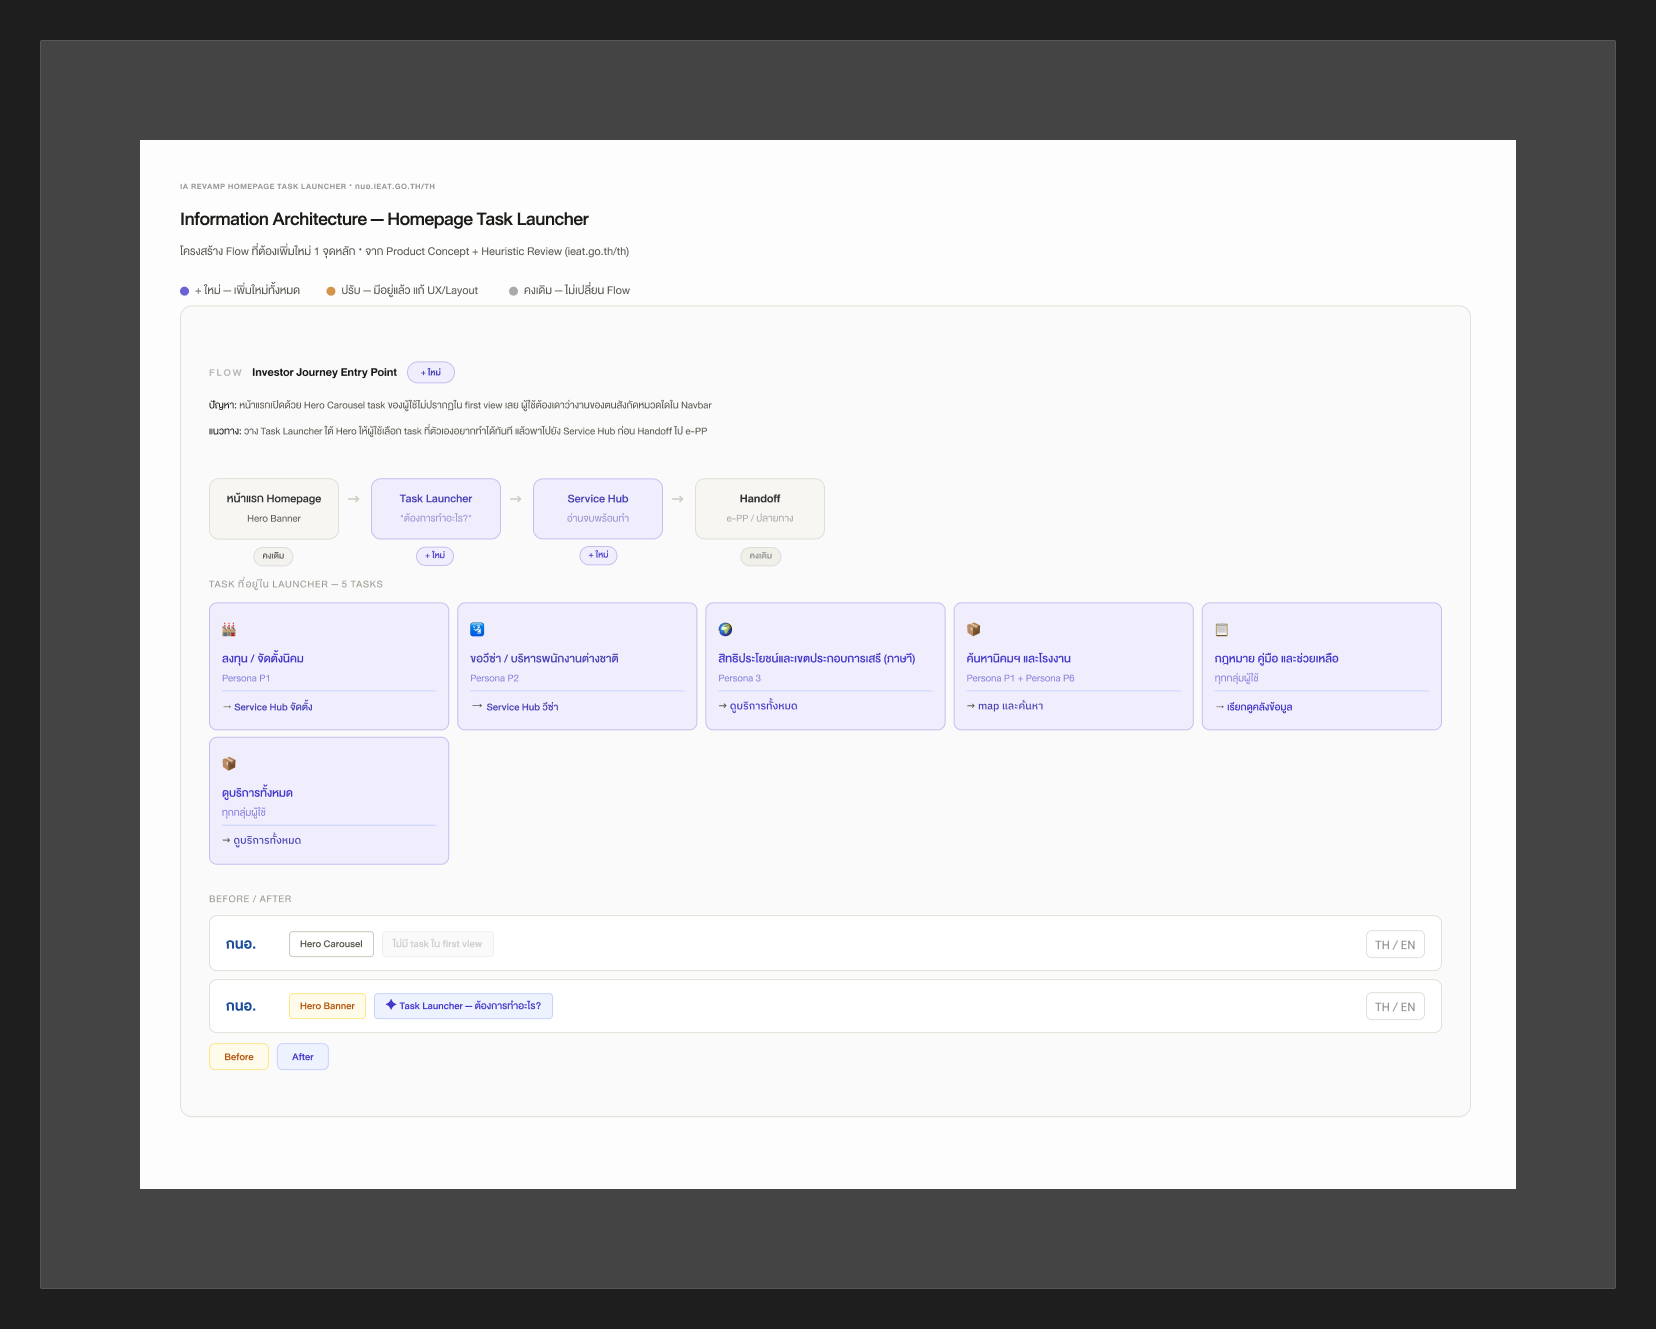 IA REVAMP HOMEPAGE TASK LAUNCHER * กนอ.IEAT.GO.TH/TH
Information Architecture — Homepage Task Launcher
โครงสร้าง Flow ที่ต้องเพิ่มใหม่ 1 จุดหลัก * จาก Product Concept + Heuristic Review (ieat.go.th/th)
+ ใหม่ — เพิ่มใหม่ทั้งหมด
ปรับ — มีอยู่แล้ว แก้ UX/Layout
คงเดิม — ไม่เปลี่ยน Flow
FLOW Investor Journey Entry Point + ใหม่
ปัญหา: หน้าแรกเปิดด้วย Hero Carousel task ของผู้ใช้ไม่ปรากฏใน first view เลย ผู้ใช้ต้องเดาว่างานของตนสังกัดหมวดใดใน Navbar
แนวทาง: วาง Task Launcher ใต้ Hero ให้ผู้ใช้เลือก task ที่ตัวเองอยากทำได้ทันที แล้วพาไปยัง Service Hub ก่อน Handoff ไป e-PP
หน้าแรก Homepage
Hero Banner
คงเดิม
→
Task Launcher
"ต้องการทำอะไร?"
+ ใหม่
→
Service Hub
อ่านจบพร้อมทำ
+ ใหม่
→
Handoff
e-PP / ปลายทาง
คงเดิม
TASK ที่อยู่ใน LAUNCHER — 5 TASKS
ลงทุน / จัดตั้งนิคม
Persona P1
→ Service Hub จัดตั้ง
ขอวีซ่า / บริหารพนักงานต่างชาติ
Persona P2
→ Service Hub วีซ่า
สิทธิประโยชน์และเขตประกอบการเสรี (ภาษี)
Persona 3
→ ดูบริการทั้งหมด
ค้นหานิคมฯ และโรงงาน
Persona P1 + Persona P6
→ map และค้นหา
กฎหมาย คู่มือ และช่วยเหลือ
ทุกกลุ่มผู้ใช้
→ เรียกดูคลังข้อมูล
ดูบริการทั้งหมด
ทุกกลุ่มผู้ใช้
→ ดูบริการทั้งหมด
BEFORE / AFTER
กนอ. Hero Carousel ไม่มี task ใน first view TH / EN
กนอ. Hero Banner ✦ Task Launcher — ต้องการทำอะไร? TH / EN
Before After